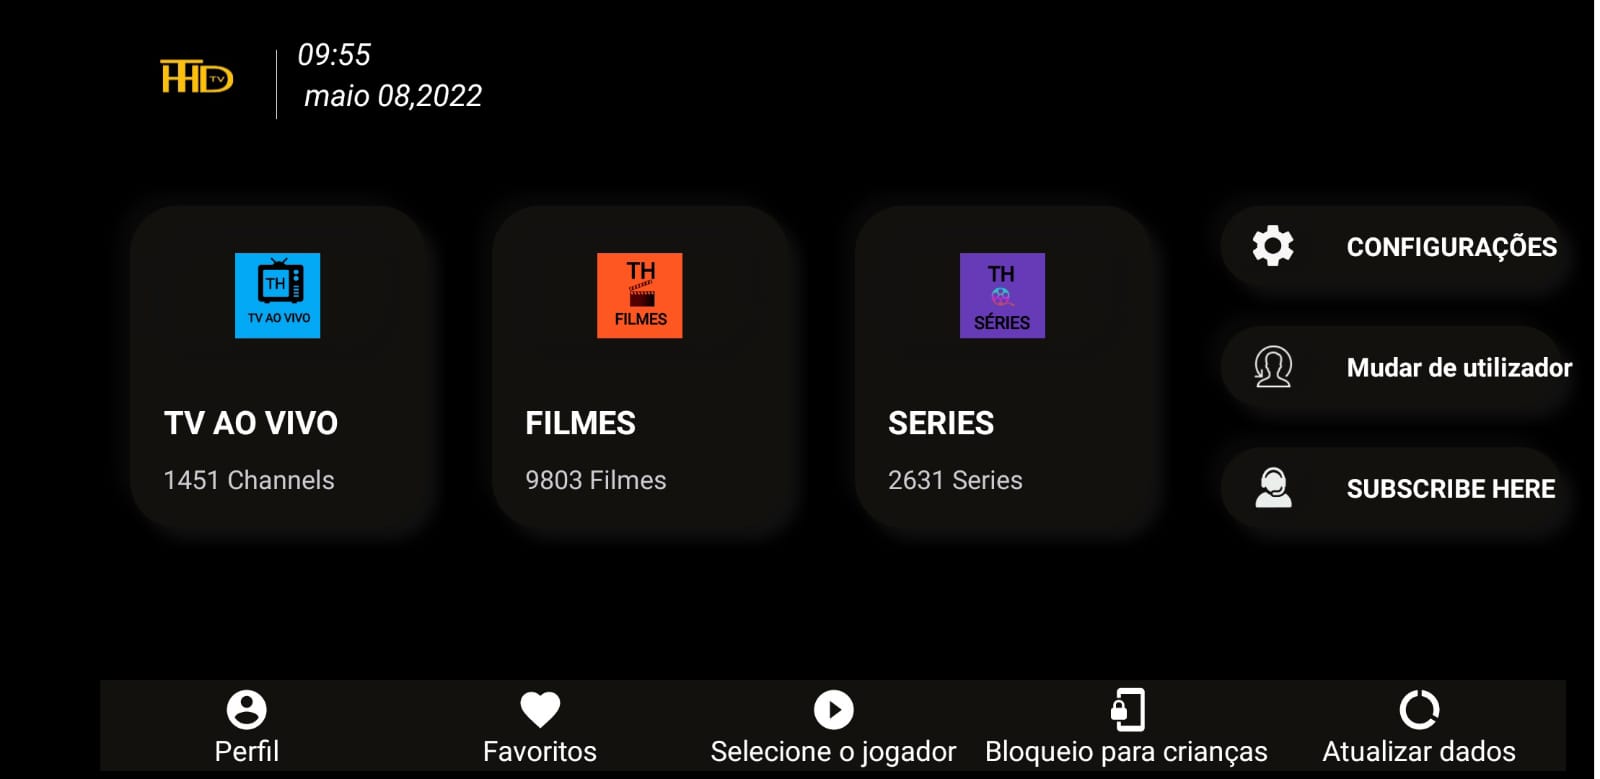 THD TV
09:55
maio 08,2022
TH
TV AO VIVO
TV AO VIVO
1451 Channels
TH
FILMES
FILMES
9803 Filmes
TH
SÉRIES
SERIES
2631 Series
CONFIGURAÇÕES
Mudar de utilizador
SUBSCRIBE HERE
Perfil
Favoritos
Selecione o jogador
Bloqueio para crianças
Atualizar dados